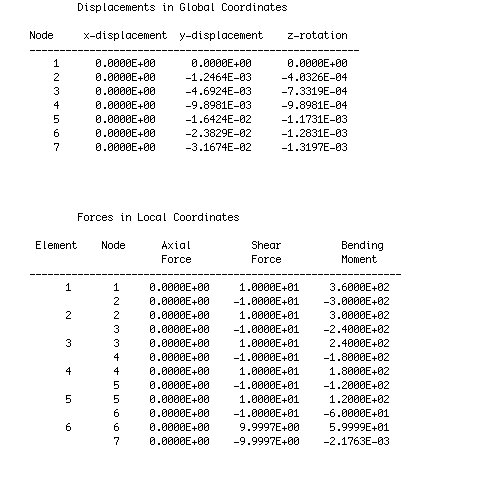 Displacements in Global Coordinates
Node x-displacement y-displacement z-rotation
1 0.0000E+00 0.0000E+00 0.0000E+00
2 0.0000E+00 -1.2464E-03 -4.0326E-04
3 0.0000E+00 -4.6924E-03 -7.3319E-04
4 0.0000E+00 -9.8981E-03 -9.8981E-04
5 0.0000E+00 -1.6424E-02 -1.1731E-03
6 0.0000E+00 -2.3829E-02 -1.2831E-03
7 0.0000E+00 -3.1674E-02 -1.3197E-03
Forces in Local Coordinates
Element Node Axial Shear Bending
Force Force Moment
1 1 0.0000E+00 1.0000E+01 3.6000E+02
2 0.0000E+00 -1.0000E+01 -3.0000E+02
2 2 0.0000E+00 1.0000E+01 3.0000E+02
3 0.0000E+00 -1.0000E+01 -2.4000E+02
3 3 0.0000E+00 1.0000E+01 2.4000E+02
4 0.0000E+00 -1.0000E+01 -1.8000E+02
4 4 0.0000E+00 1.0000E+01 1.8000E+02
5 0.0000E+00 -1.0000E+01 -1.2000E+02
5 5 0.0000E+00 1.0000E+01 1.2000E+02
6 0.0000E+00 -1.0000E+01 -6.0000E+01
6 6 0.0000E+00 9.9997E+00 5.9999E+01
7 0.0000E+00 -9.9997E+00 -2.1763E-03